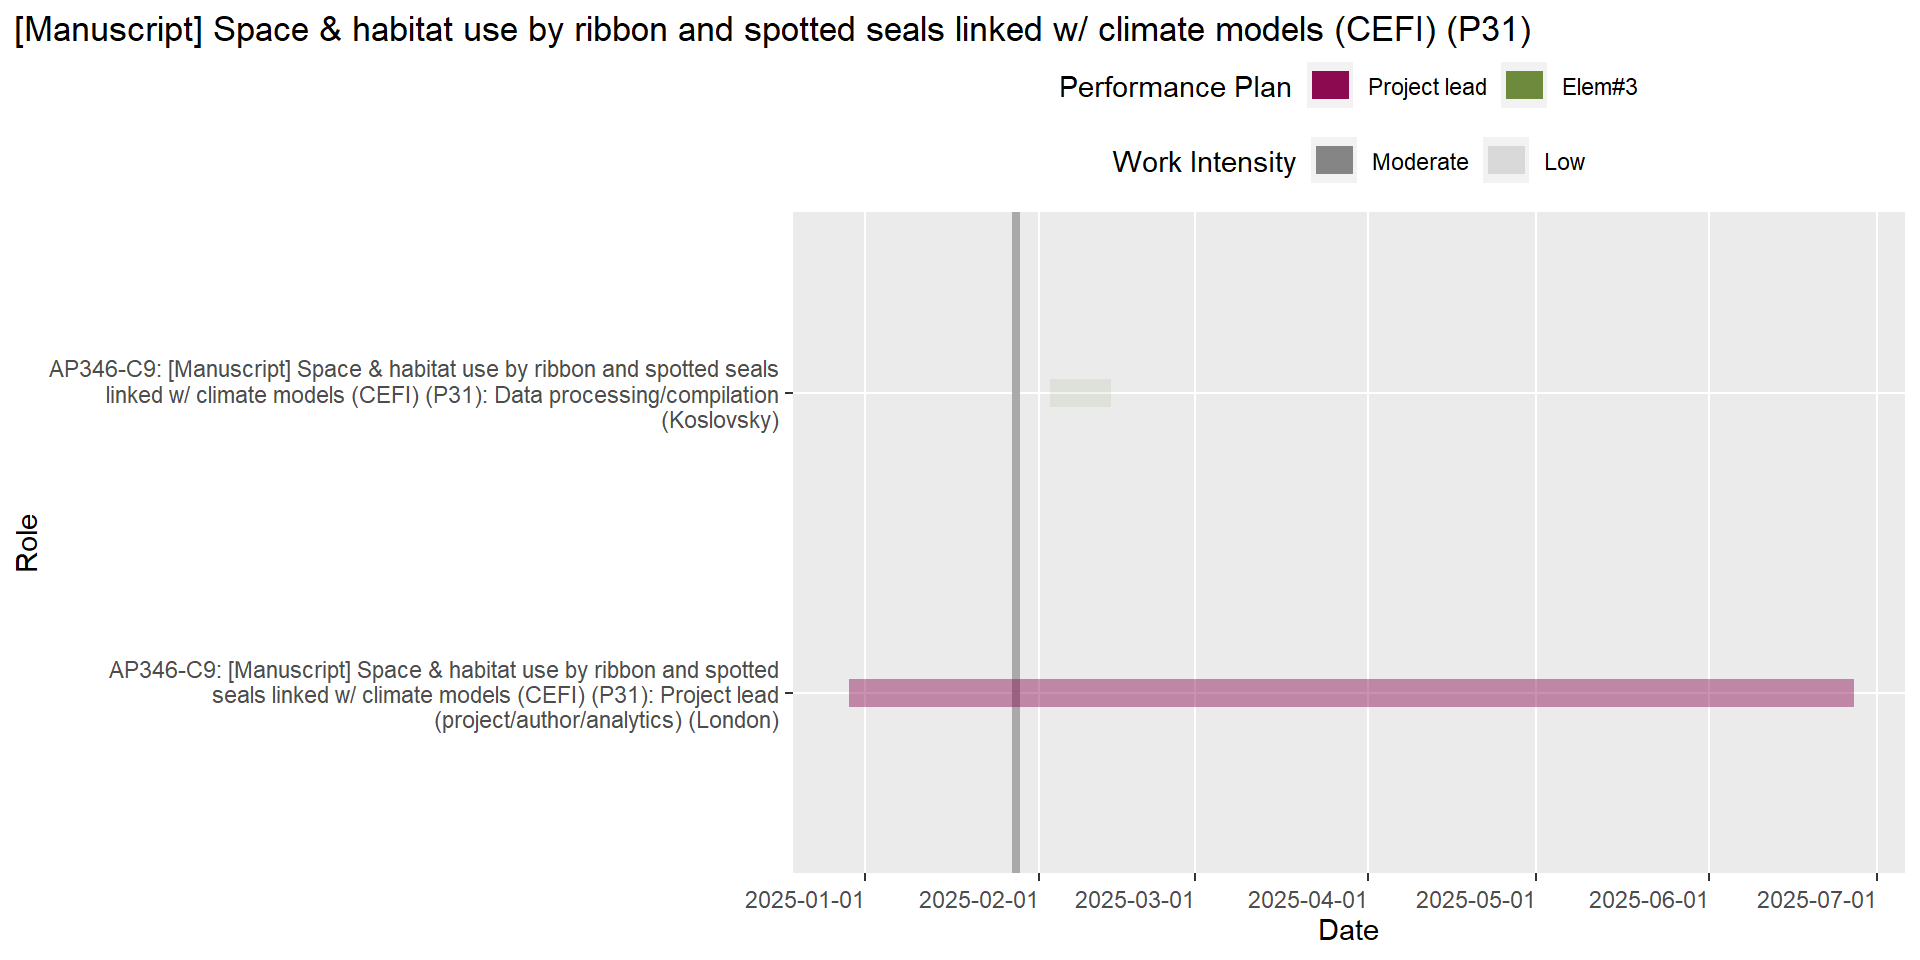 [Manuscript] Space & habitat use by ribbon and spotted seals linked w/ climate models (CEFI) (P31)
Performance Plan Project lead Elem#3
Work Intensity Moderate Low
AP346-C9: [Manuscript] Space & habitat use by ribbon and spotted seals
linked w/ climate models (CEFI) (P31): Data processing/compilation
(Koslovsky)
Role
AP346-C9: [Manuscript] Space & habitat use by ribbon and spotted
seals linked w/ climate models (CEFI) (P31): Project lead
(project/author/analytics) (London)
2025-01-01 2025-02-01 2025-03-01 2025-04-01 2025-05-01 2025-06-01 2025-07-01
Date